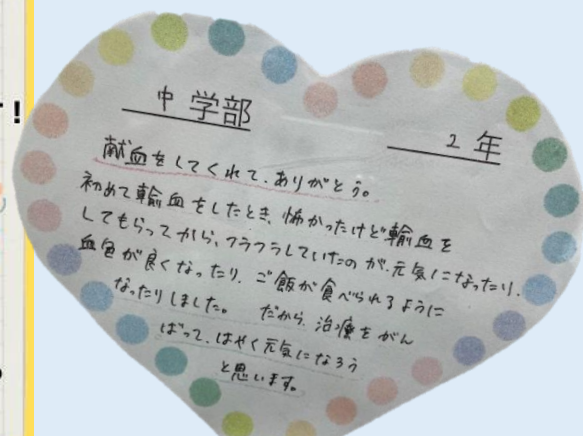 ！
中学部
2年
献血をしてくれて、ありがとう。
初めて輸血をしたとき、怖かったけど輸血を
してもらってから、フラフラしていたのが、元気になったり、
血色が良くなったり、ご飯が食べられるように
なったりしました。 だから、治療をがん
ばって、はやく元気になろう
と思います。